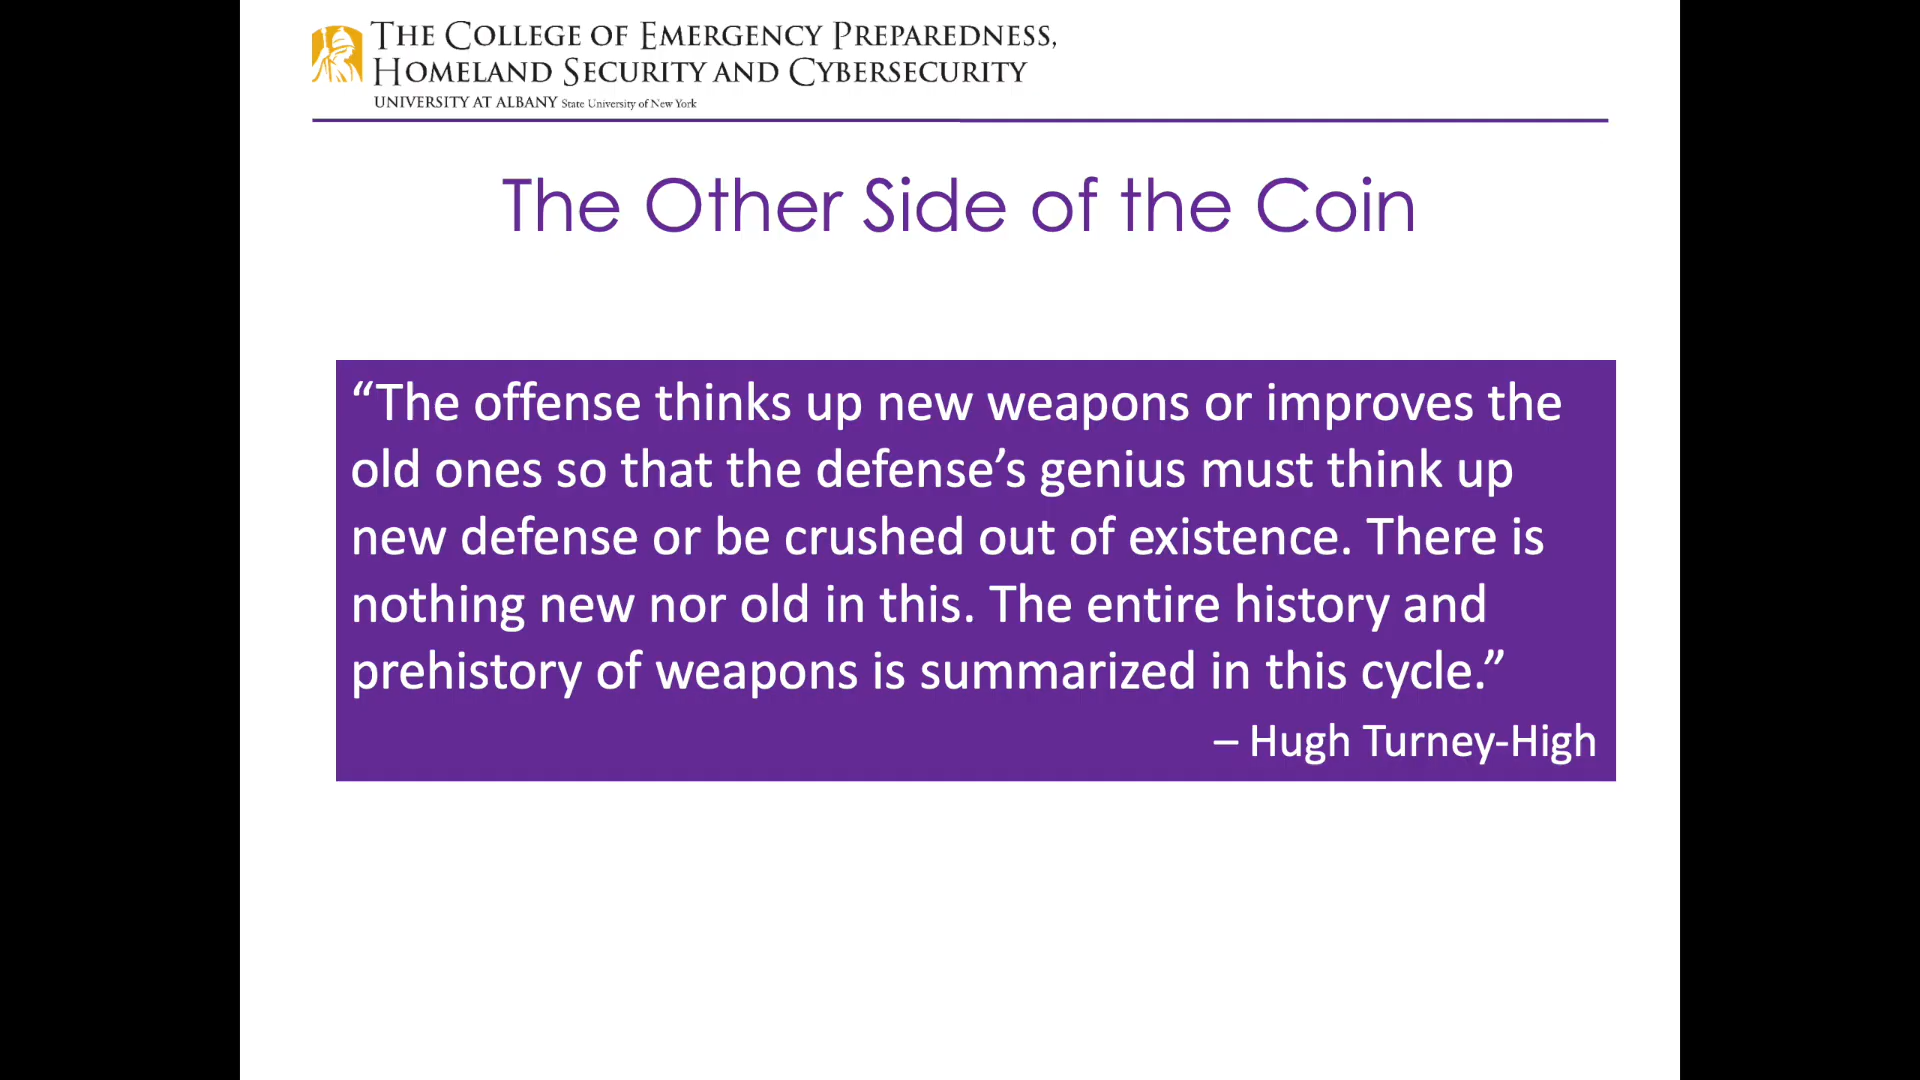 The College of Emergency Preparedness,
Homeland Security and Cybersecurity
UNIVERSITY AT ALBANY State University of New York
The Other Side of the Coin
“The offense thinks up new weapons or improves the
old ones so that the defense’s genius must think up
new defense or be crushed out of existence. There is
nothing new nor old in this. The entire history and
prehistory of weapons is summarized in this cycle.”
– Hugh Turney-High